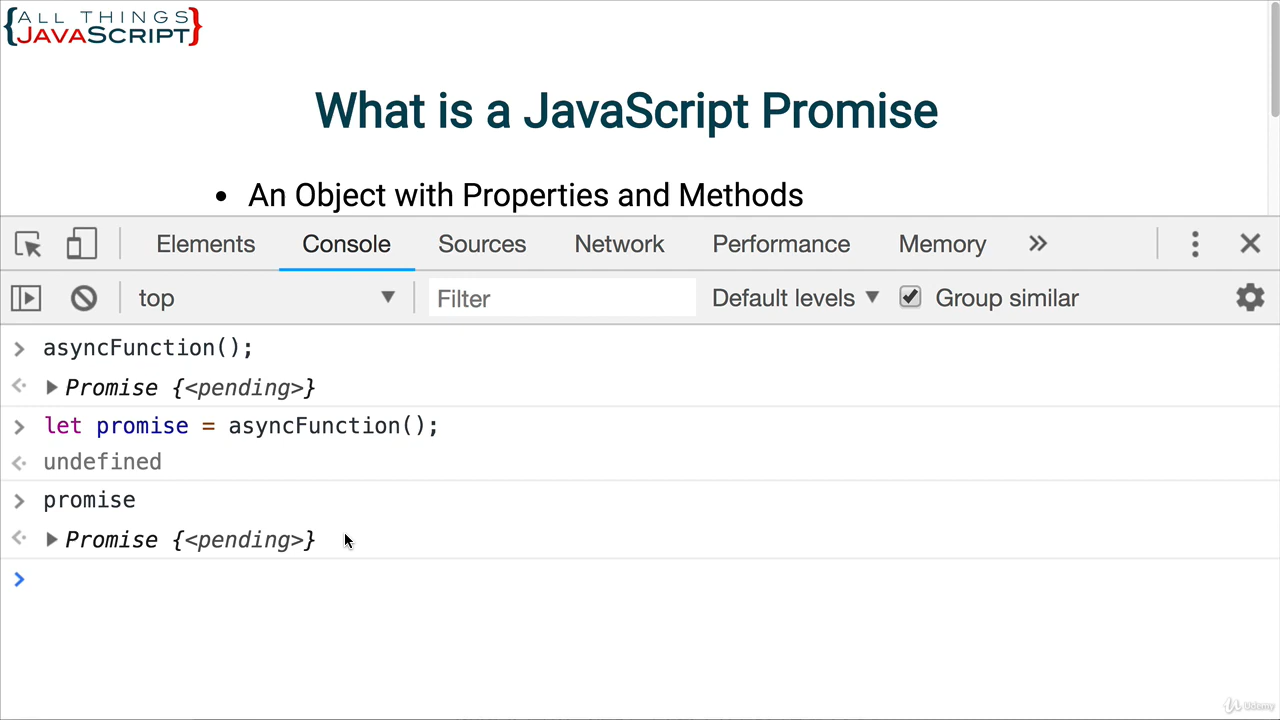 {ALL THINGS
JAVASCRIPT}
What is a JavaScript Promise
• An Object with Properties and Methods
Elements Console Sources Network Performance Memory »
top Filter Default levels Group similar
> asyncFunction();
Promise {<pending>}
> let promise = asyncFunction();
undefined
> promise
Promise {<pending>}
>
Udemy